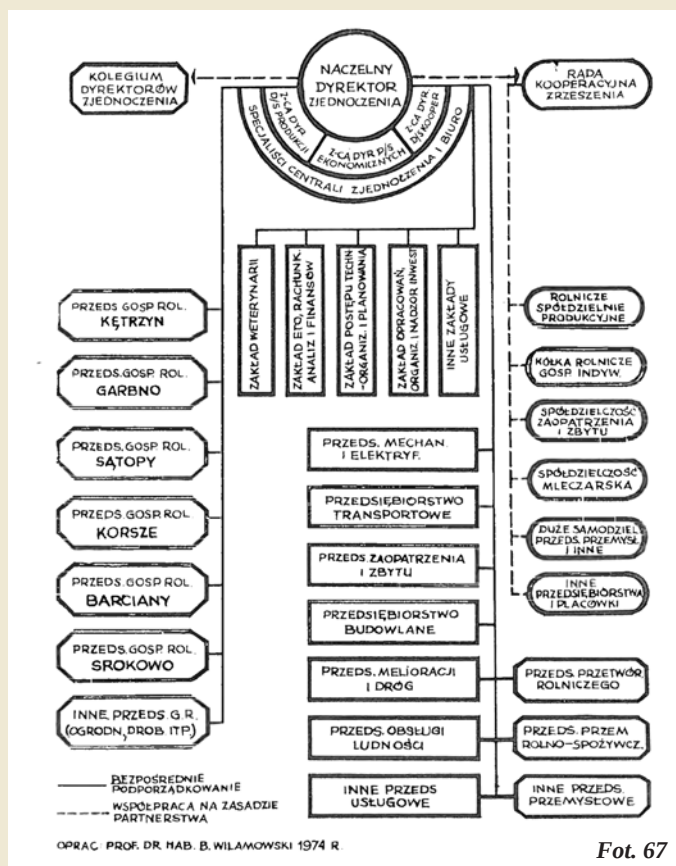 KOLEGIUM
DYREKTORÓW
ZJEDNOCZENIA
NACZELNY
DYREKTOR
ZJEDNOCZENIA
RADA
KOOPERACYJNA
ZRZESZENIA
Z-CA DYR
D/S PRODUKCJI
Z-CA DYR D/S
EKONOMICZNYCH
Z-CA DYR
D/S KOOPER
SPECJALIŚCI CENTRALI ZJEDNOCZENIA I BIURO
ZAKŁAD WETERYNARII
ZAKŁAD ETO, RACHUNK.
ANALIZ I FINANSÓW
ZAKŁAD POSTĘPU TECHN
-ORGANIZ. I PLANOWANIA
ZAKŁAD OPRACOWAŃ,
ORGANIZ I NADZOR INWEST
INNE ZAKŁADY
USŁUGOWE
PRZEDS. GOSP. ROL.
KĘTRZYN
PRZEDS. GOSP. ROL.
GARBNO
PRZEDS. GOSP. ROL.
SĄTOPY
PRZEDS. GOSP. ROL.
KORSZE
PRZEDS. GOSP. ROL.
BARCIANY
PRZEDS. GOSP. ROL.
SROKOWO
INNE, PRZEDS. G.R.
(OGRODN, DROB. ITP.)
PRZEDS. MECHAN.
I ELEKTRYF.
PRZEDSIĘBIORSTWO
TRANSPORTOWE
PRZEDS. ZAOPATRZENIA
I ZBYTU
PRZEDSIĘBIORSTWO
BUDOWLANE
PRZEDS. MELIORACJI
I DRÓG
PRZEDS. OBSŁUGI
LUDNOŚCI
INNE PRZEDS
USŁUGOWE
ROLNICZE
SPÓŁDZIELNIE
PRODUKCYJNE
KÓŁKA ROLNICZE
GOSP. INDYW.
SPÓŁDZIELCZOŚĆ
ZAOPATRZENIA
I ZBYTU
SPÓŁDZIELCZOŚĆ
MLECZARSKA
DUŻE SAMODZIEL
PRZEDS. PRZEMYSŁ
I INNE
INNE
PRZEDSIĘBIORSTWA
I PLACÓWKI
PRZEDS. PRZETWÓR
ROLNICZEGO
PRZEDS. PRZEM
ROLNO-SPOŻYWCZ.
INNE PRZEDS.
PRZEMYSŁOWE
BEZPOŚREDNIE
PODPORZĄDKOWANIE
WSPÓŁPRACA NA ZASADZIE
PARTNERSTWA
OPRAC. PROF. DR HAB. B. WILAMOWSKI 1974 R.
Fot. 67